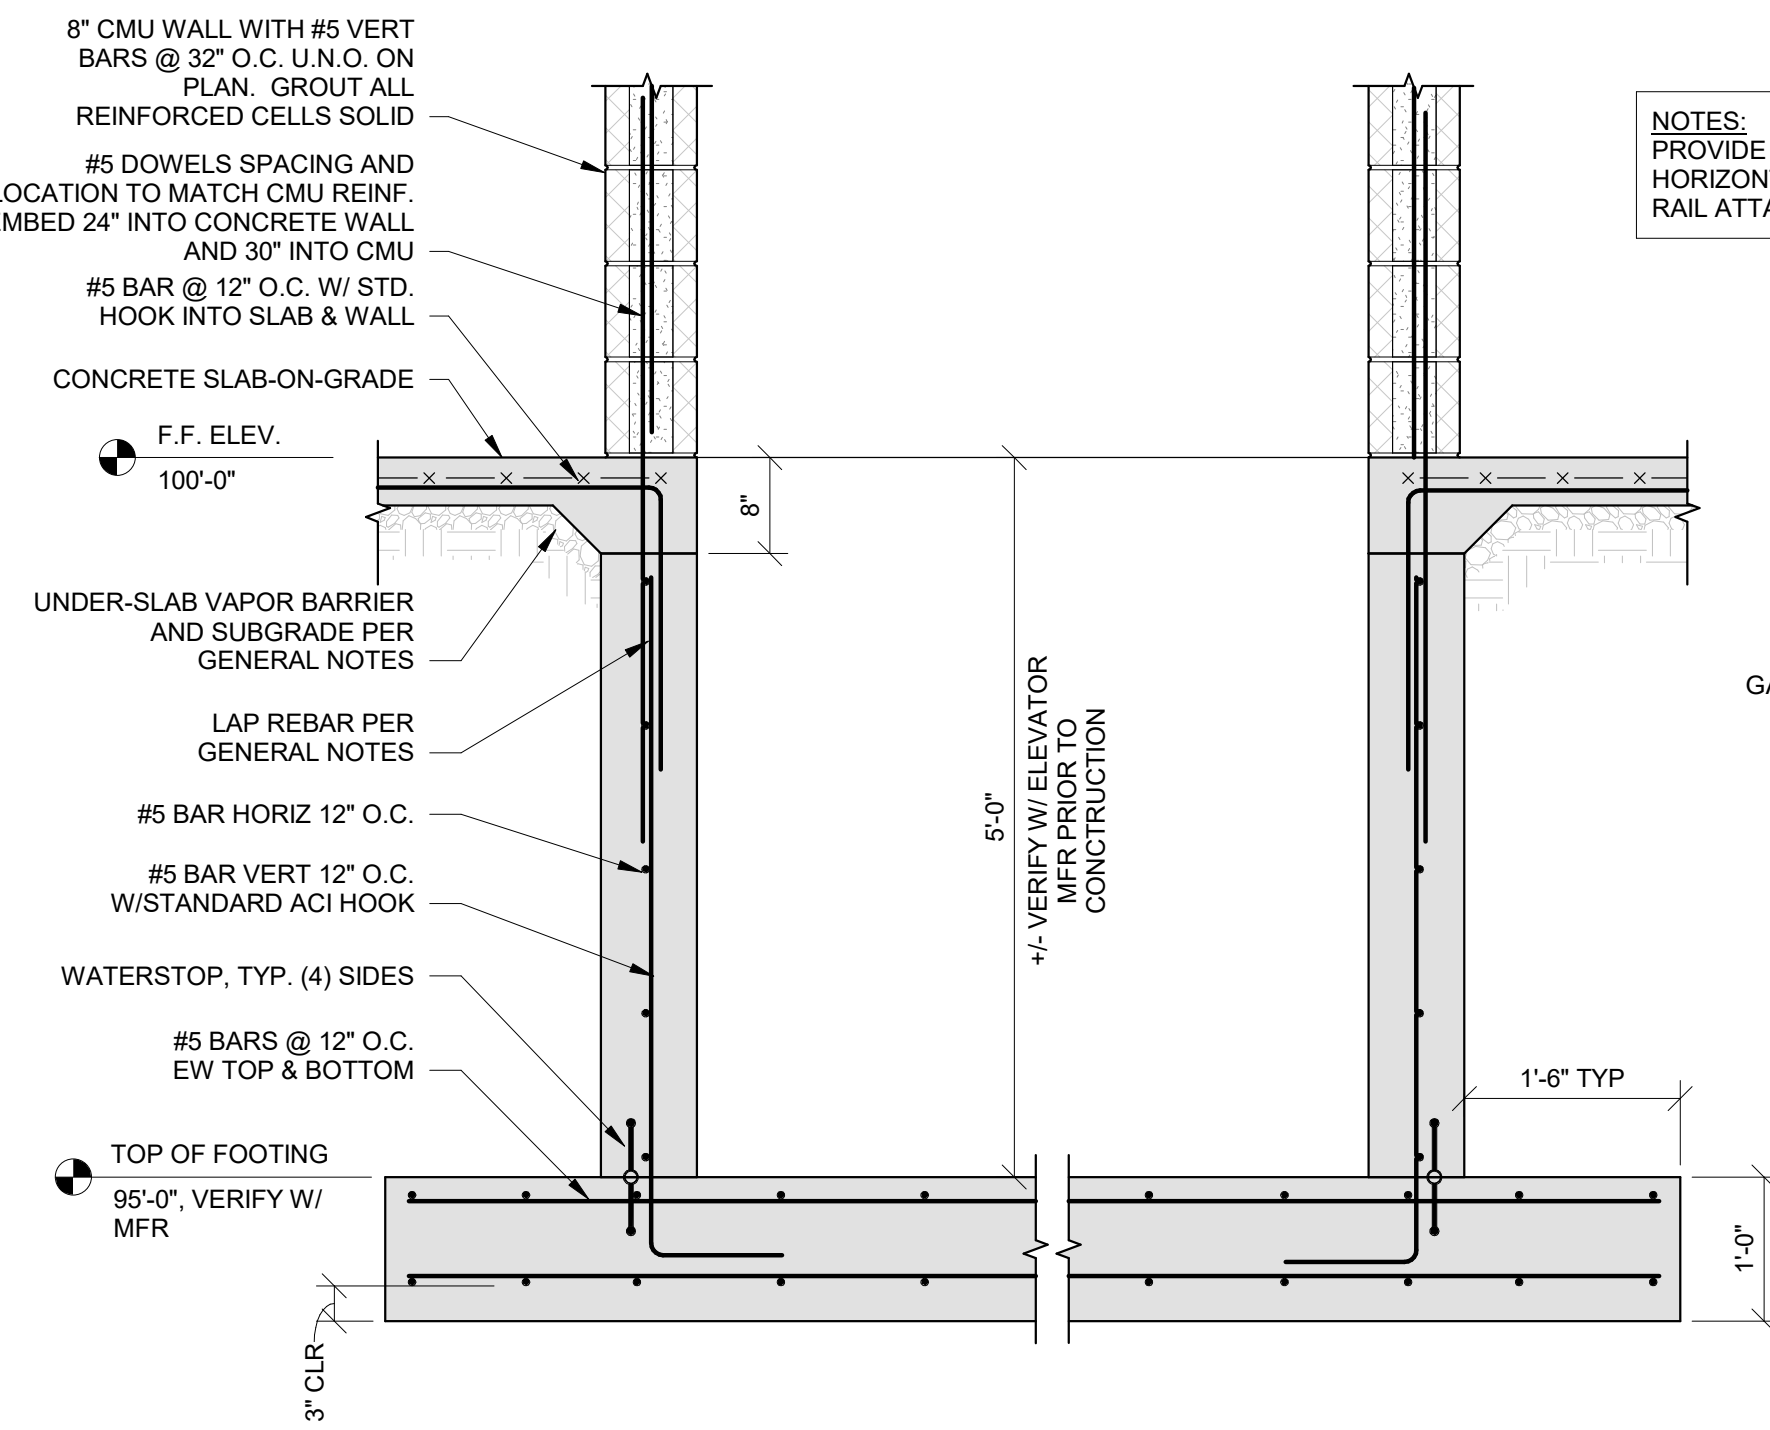 8" CMU WALL WITH #5 VERT
BARS @ 32" O.C. U.N.O. ON
PLAN. GROUT ALL
REINFORCED CELLS SOLID
#5 DOWELS SPACING AND
LOCATION TO MATCH CMU REINF.
EMBED 24" INTO CONCRETE WALL
AND 30" INTO CMU
#5 BAR @ 12" O.C. W/ STD.
HOOK INTO SLAB & WALL
CONCRETE SLAB-ON-GRADE
F.F. ELEV.
100'-0"
UNDER-SLAB VAPOR BARRIER
AND SUBGRADE PER
GENERAL NOTES
LAP REBAR PER
GENERAL NOTES
#5 BAR HORIZ 12" O.C.
#5 BAR VERT 12" O.C.
W/STANDARD ACI HOOK
WATERSTOP, TYP. (4) SIDES
#5 BARS @ 12" O.C.
EW TOP & BOTTOM
TOP OF FOOTING
95'-0", VERIFY W/
MFR
3" CLR
8"
5'-0"
+/- VERIFY W/ ELEVATOR
MFR PRIOR TO
CONCTRUCTION
1'-6" TYP
1'-0"
NOTES:
PROVIDE
RAIL